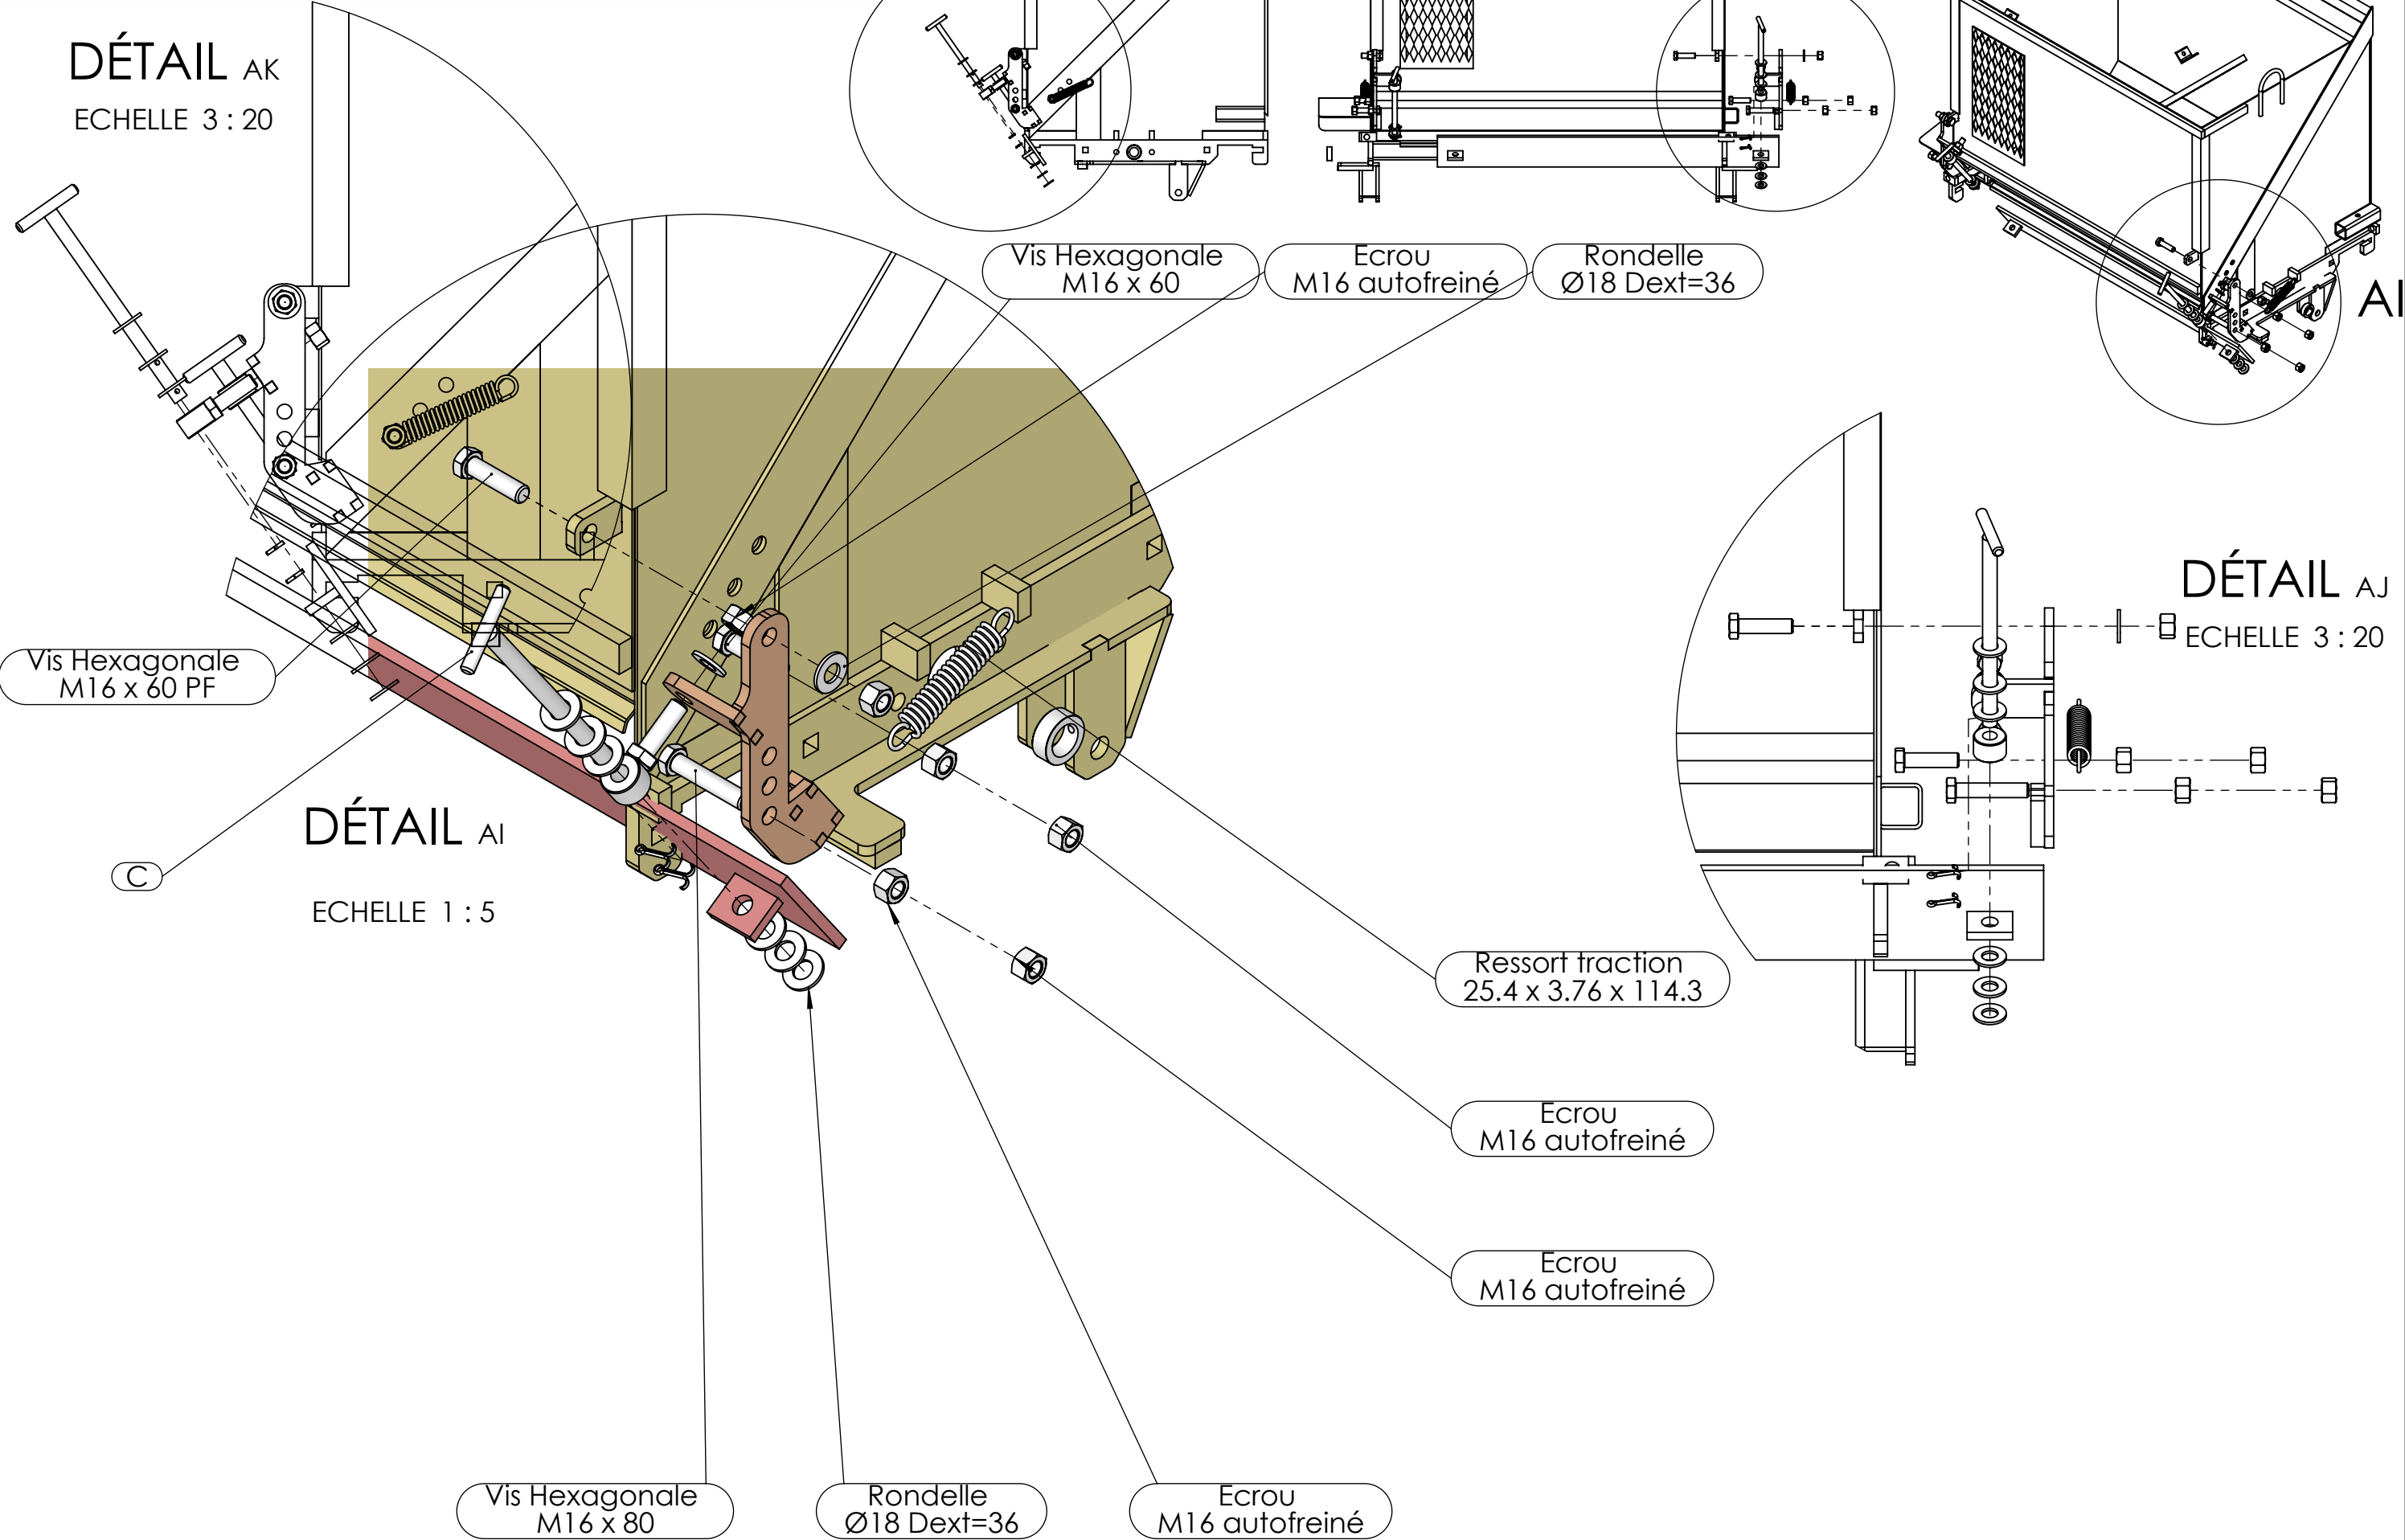 DÉTAIL AK
ECHELLE 3 : 20
Vis Hexagonale
M16 x 60
Ecrou
M16 autofreiné
Rondelle
Ø18 Dext=36
AI
DÉTAIL AJ
ECHELLE 3 : 20
Vis Hexagonale
M16 x 60 PF
DÉTAIL AI
ECHELLE 1 : 5
C
Ressort traction
25.4 x 3.76 x 114.3
Ecrou
M16 autofreiné
Ecrou
M16 autofreiné
Vis Hexagonale
M16 x 80
Rondelle
Ø18 Dext=36
Ecrou
M16 autofreiné